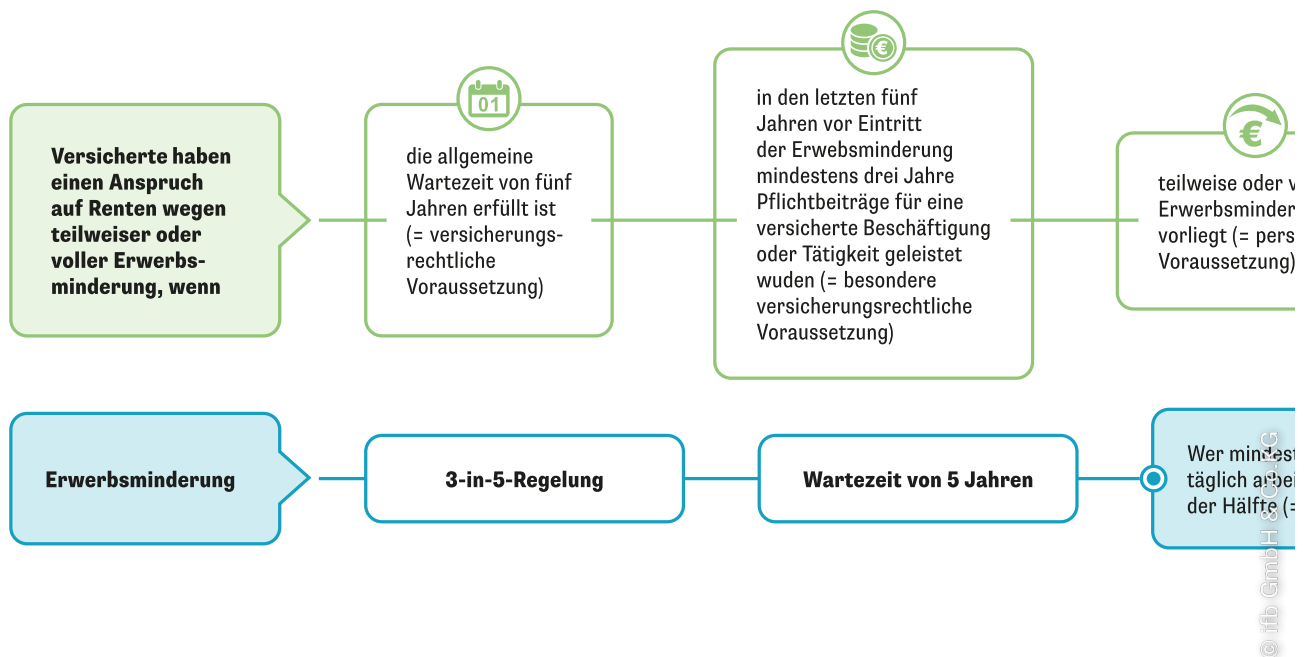 Versicherte haben
einen Anspruch
auf Renten wegen
teilweiser oder
voller Erwerbs-
minderung, wenn
01
die allgemeine
Wartezeit von fünf
Jahren erfüllt ist
(= versicherungs-
rechtliche
Voraussetzung)
€
in den letzten fünf
Jahren vor Eintritt
der Erwebsminderung
mindestens drei Jahre
Pflichtbeiträge für eine
versicherte Beschäftigung
oder Tätigkeit geleistet
wuden (= besondere
versicherungsrechtliche
Voraussetzung)
€
teilweise oder
Erwerbsminder
vorliegt (= pers
Voraussetzung)
Erwerbsminderung
3-in-5-Regelung
Wartezeit von 5 Jahren
Wer mindest
täglich arbei
der Hälfte (=
© ifb GmbH & Co. KG